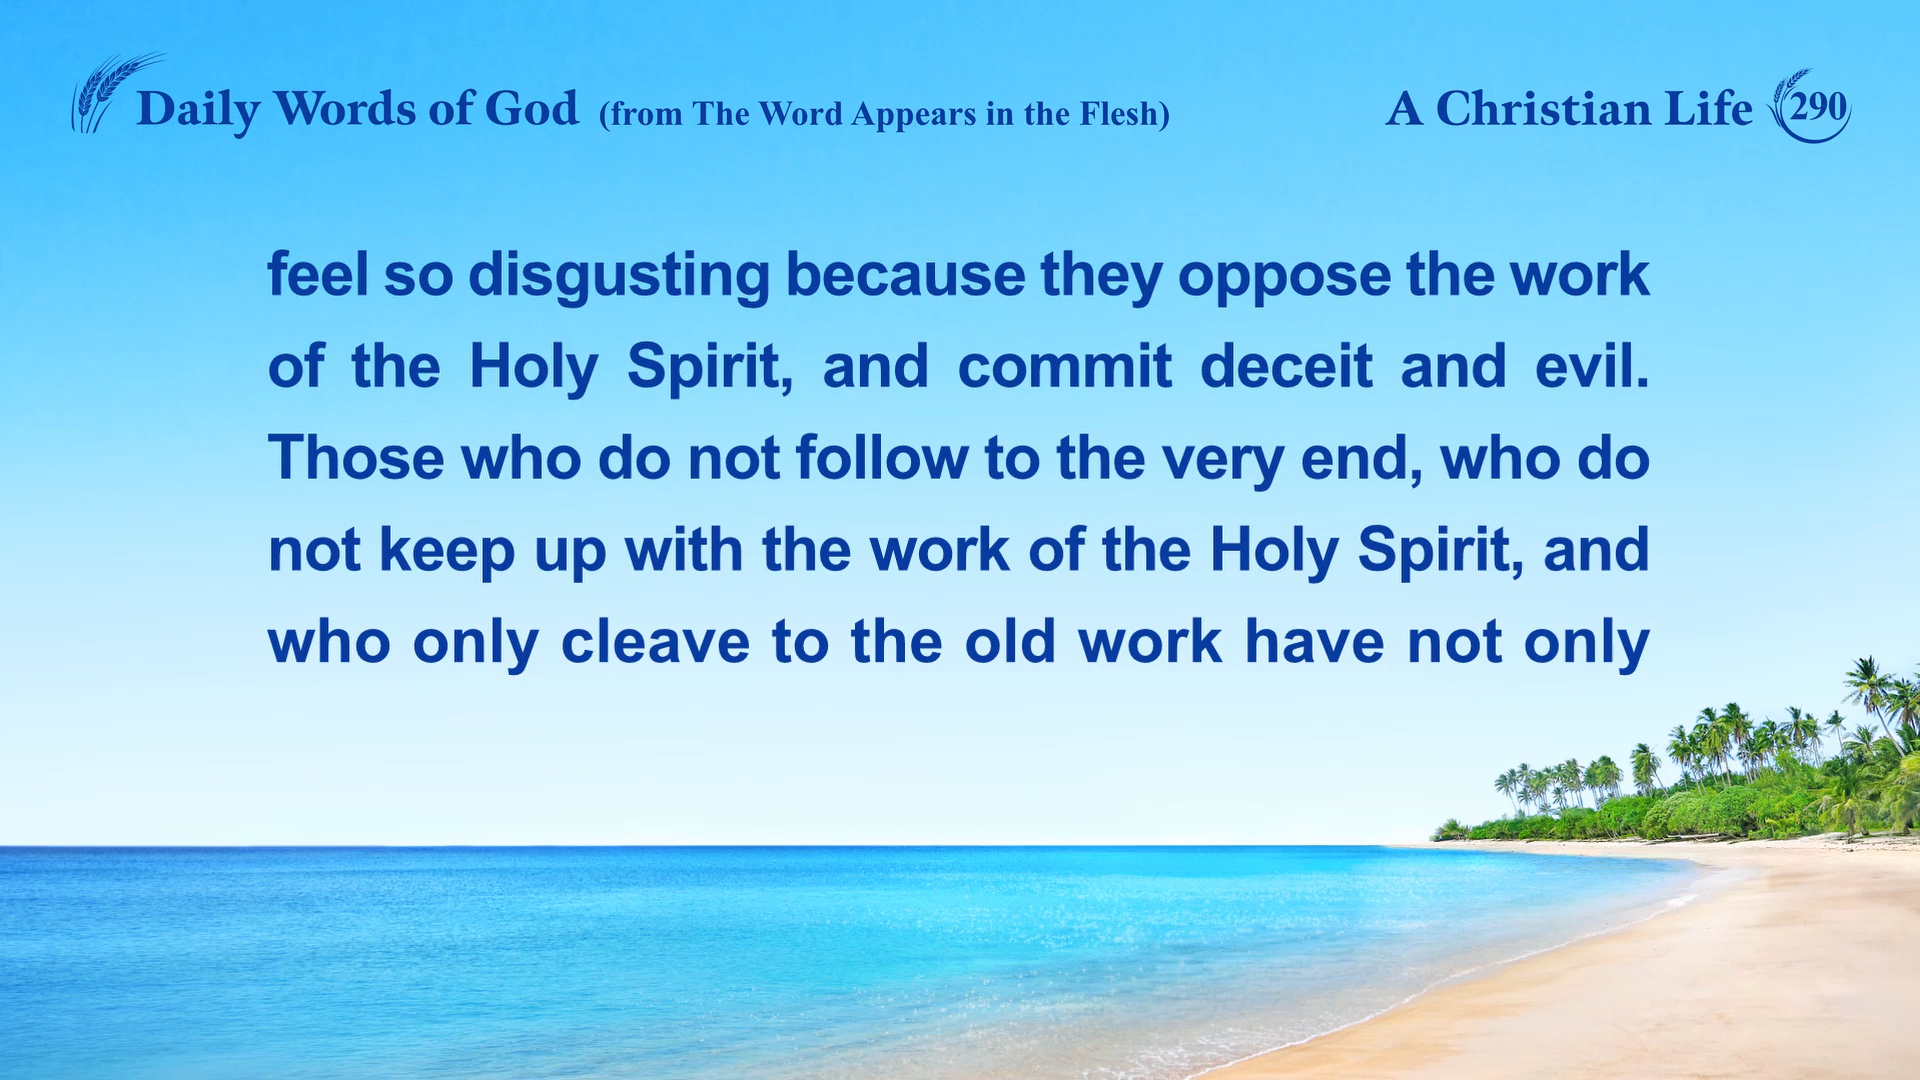 Daily Words of God (from The Word Appears in the Flesh)
A Christian Life 290
feel so disgusting because they oppose the work
of the Holy Spirit, and commit deceit and evil.
Those who do not follow to the very end, who do
not keep up with the work of the Holy Spirit, and
who only cleave to the old work have not only